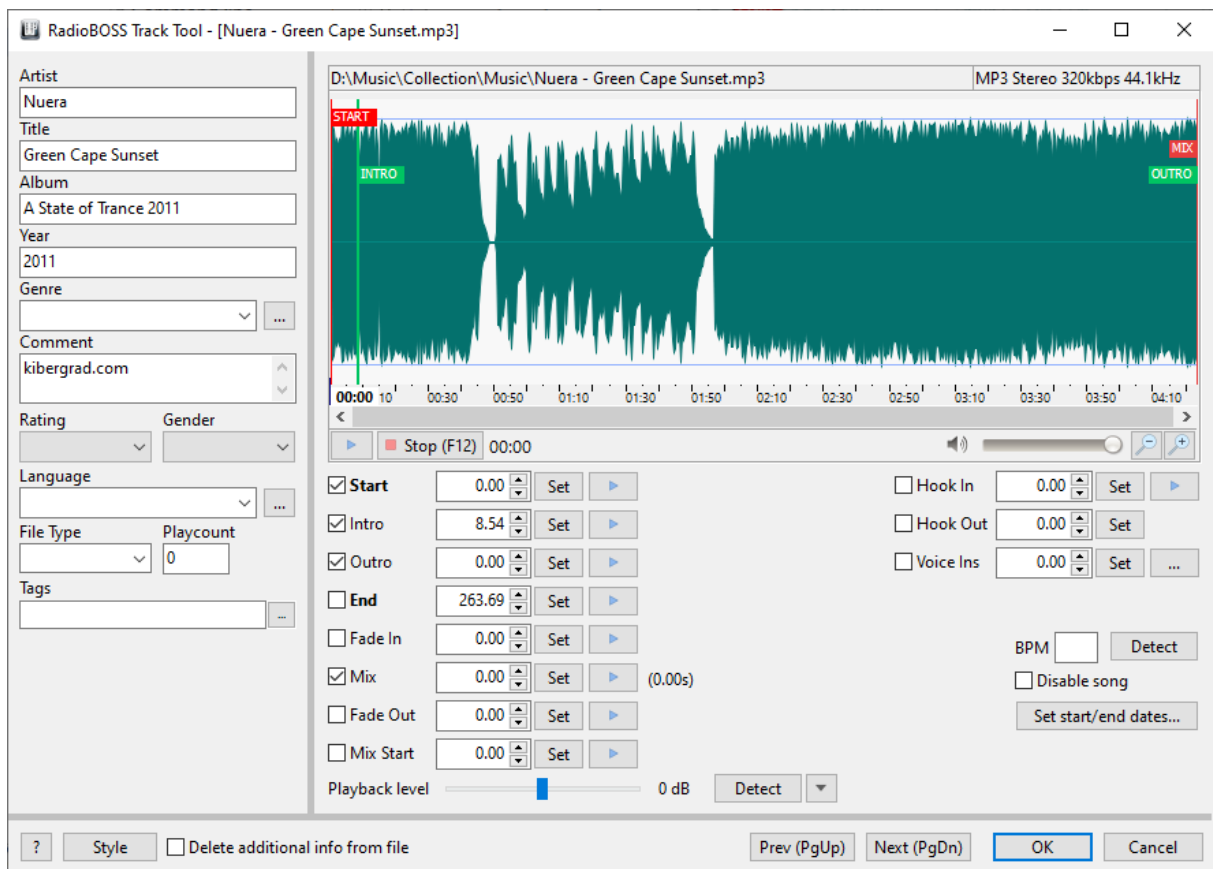 RadioBOSS Track Tool - [Nuera - Green Cape Sunset.mp3]
Artist
Nuera
Title
Green Cape Sunset
Album
A State of Trance 2011
Year
2011
Genre
...
Comment
kibergrad.com
Rating Gender
Language
...
File Type Playcount
0
Tags
...
D:\Music\Collection\Music\Nuera - Green Cape Sunset.mp3 MP3 Stereo 320kbps 44.1kHz
START
MIX
INTRO OUTRO
00:00 10 00:30 00:50 01:10 01:30 01:50 02:10 02:30 02:50 03:10 03:30 03:50 04:10
Stop (F12) 00:00
Start 0.00 Set
Intro 8.54 Set
Outro 0.00 Set
End 263.69 Set
Fade In 0.00 Set
Mix 0.00 Set (0.00s)
Fade Out 0.00 Set
Mix Start 0.00 Set
Hook In 0.00 Set
Hook Out 0.00 Set
Voice Ins 0.00 Set ...
BPM Detect
Disable song
Set start/end dates...
Playback level 0 dB Detect
? Style Delete additional info from file Prev (PgUp) Next (PgDn) OK Cancel